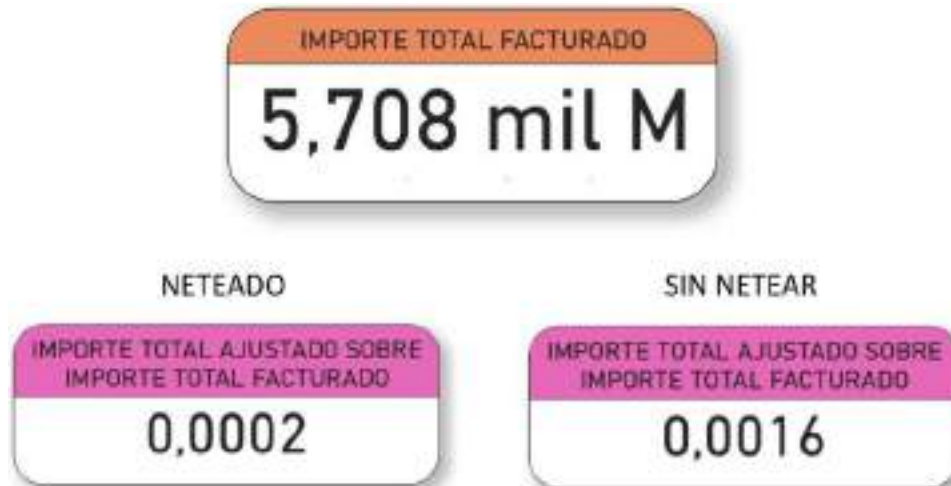 IMPORTE TOTAL FACTURADO
5,708 mil M
NETEADO
IMPORTE TOTAL AJUSTADO SOBRE
IMPORTE TOTAL FACTURADO
0,0002
SIN NETEAR
IMPORTE TOTAL AJUSTADO SOBRE
IMPORTE TOTAL FACTURADO
0,0016